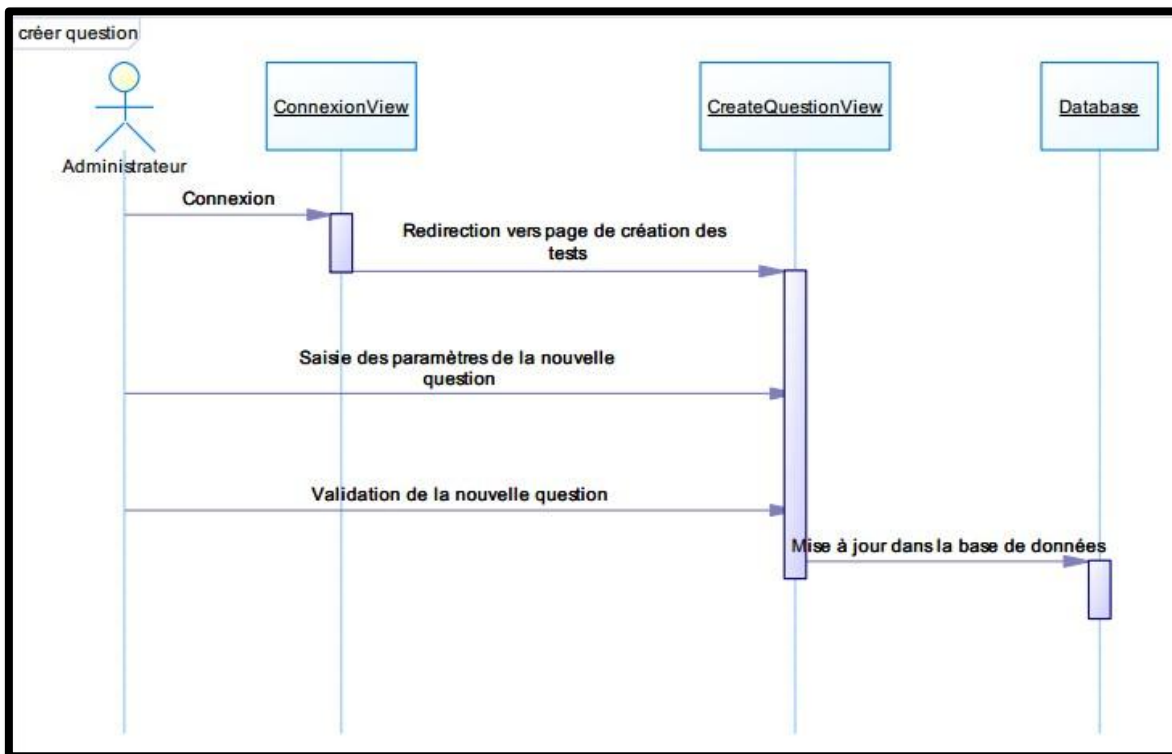 créer question
ConnexionView
CreateQuestionView
Database
Administrateur
Connexion
Redirection vers page de création des
tests
Saisie des paramètres de la nouvelle
question
Validation de la nouvelle question
Mise à jour dans la base de données